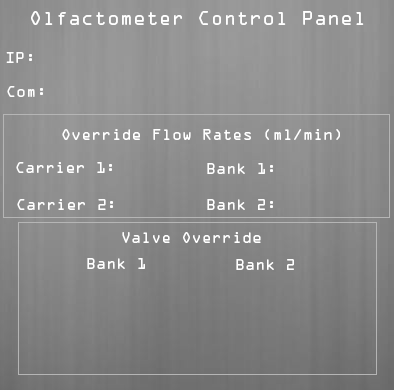 Olfactometer Control Panel
IP:
Com:
Override Flow Rates (ml/min)
Carrier 1: Bank 1:
Carrier 2: Bank 2:
Valve Override
Bank 1 Bank 2